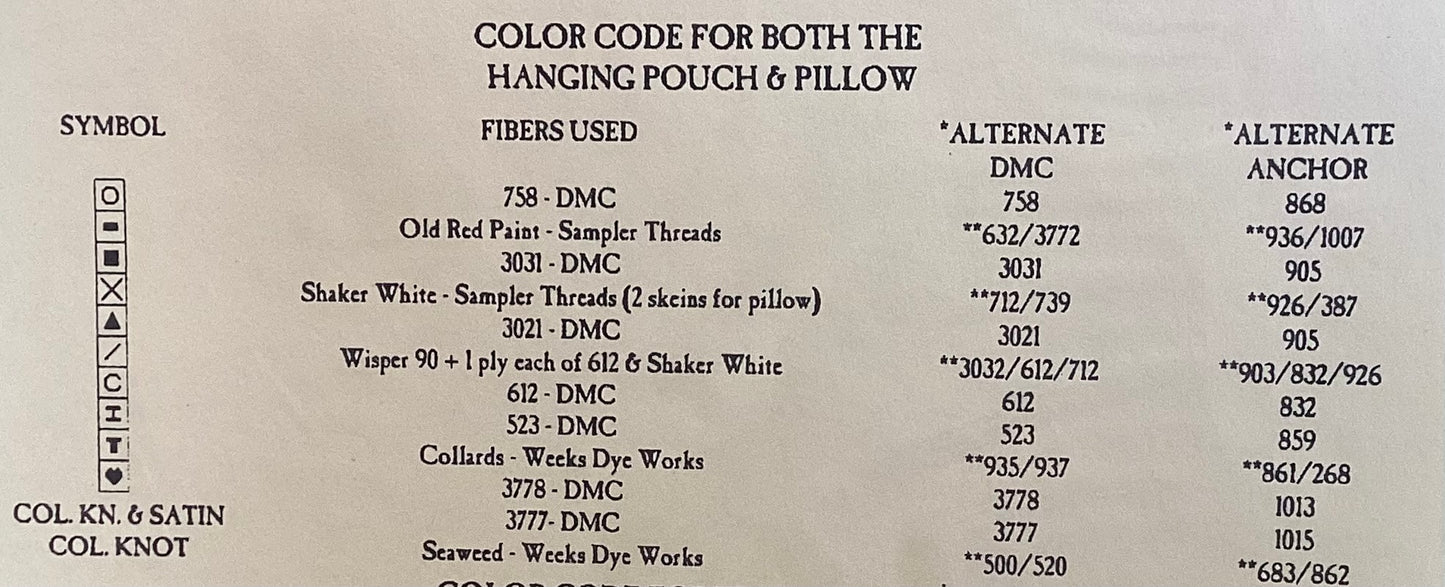 COLOR CODE FOR BOTH THE
HANGING POUCH & PILLOW
SYMBOL FIBERS USED *ALTERNATE *ALTERNATE
DMC ANCHOR
758 - DMC 758 868
Old Red Paint - Sampler Threads **632/3772 **936/1007
3031 - DMC 3031 905
Shaker White - Sampler Threads (2 skeins for pillow) **712/739 **926/387
3021 - DMC 3021 905
Wisper 90 + 1 ply each of 612 & Shaker White **3032/612/712 **903/832/926
C 612 - DMC 612 832
I 523 - DMC 523 859
T Collards - Weeks Dye Works **935/937 **861/268
3778 - DMC 3778 1013
COL. KN. & SATIN 3777- DMC 3777 1015
COL. KNOT Seaweed - Weeks Dye Works **500/520 **683/862